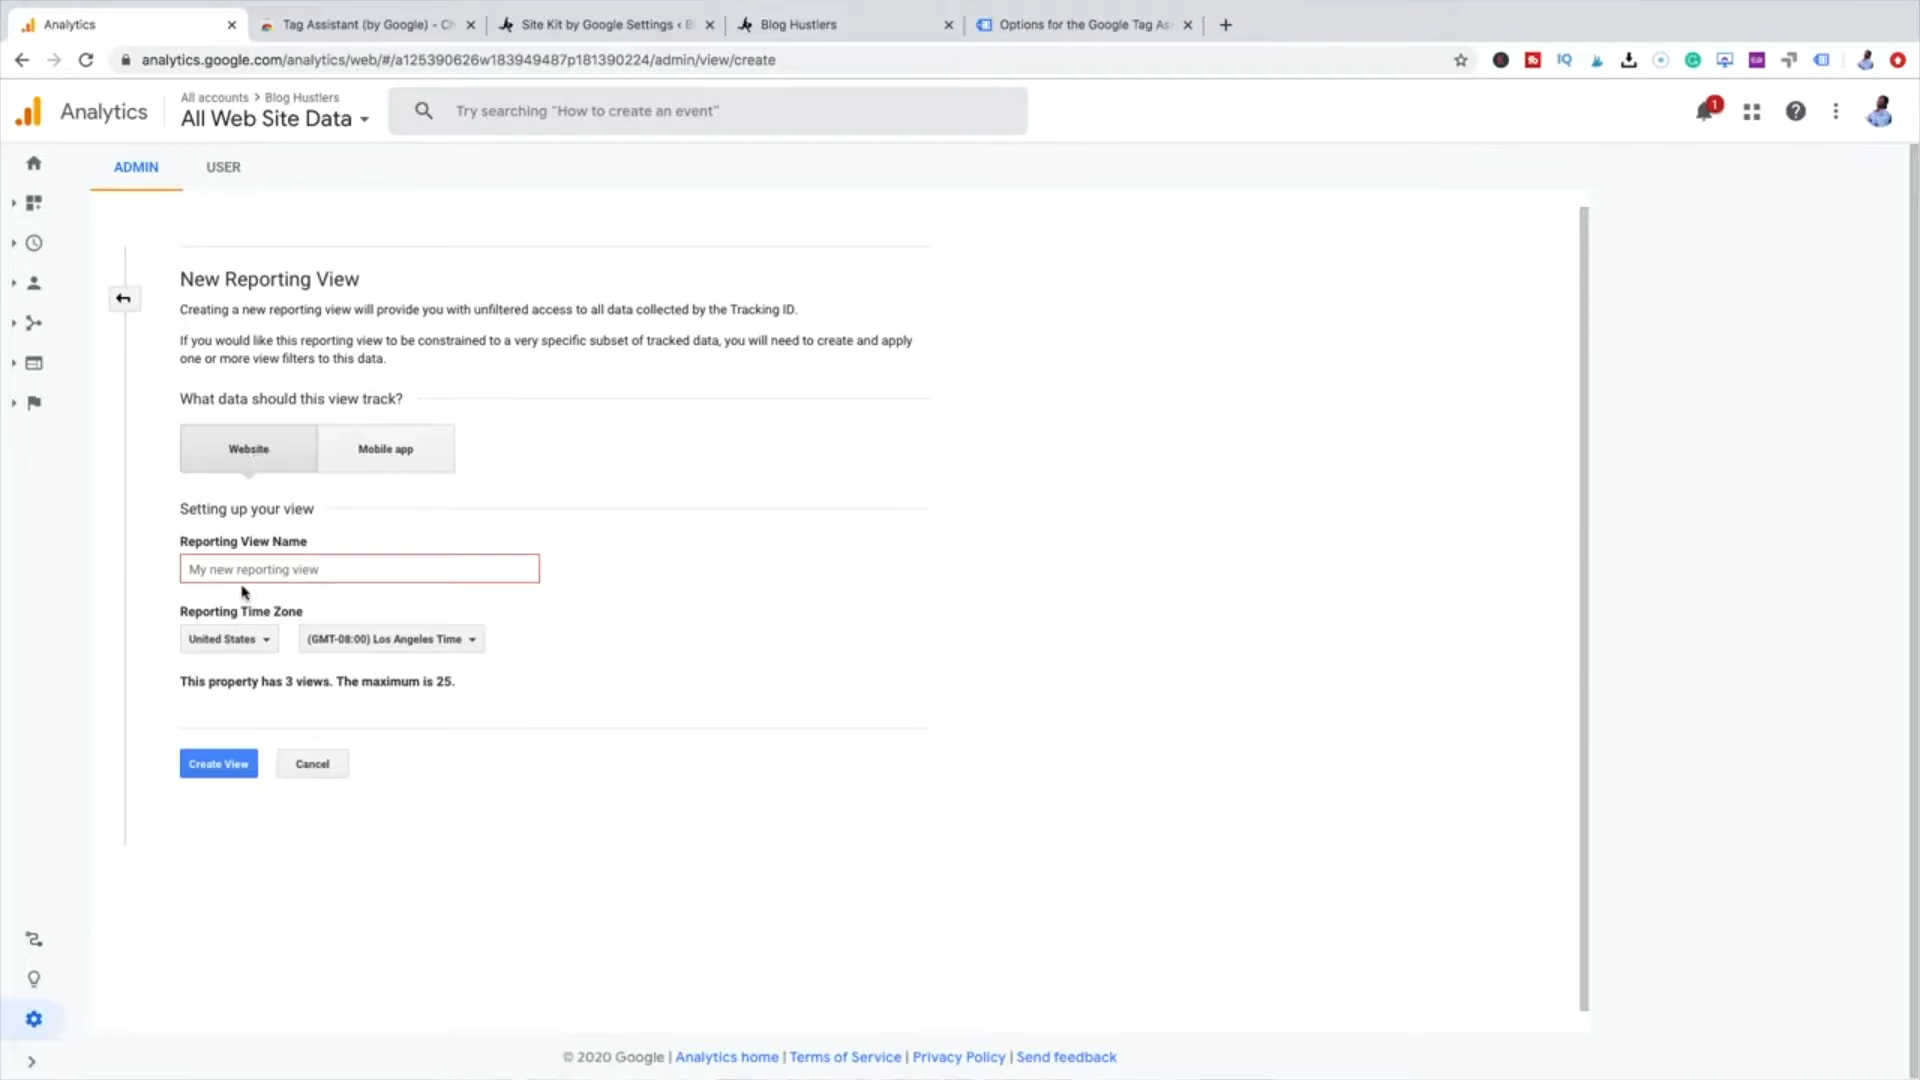 Analytics
Tag Assistant (by Google) - Ch
Site Kit by Google Settings ‹ B
Blog Hustlers
Options for the Google Tag As
analytics.google.com/analytics/web/#/a125390626w183949487p181390224/admin/view/create
Analytics
All accounts > Blog Hustlers
All Web Site Data
Try searching "How to create an event"
1
ADMIN
USER
New Reporting View
Creating a new reporting view will provide you with unfiltered access to all data collected by the Tracking ID.
If you would like this reporting view to be constrained to a very specific subset of tracked data, you will need to create and apply
one or more view filters to this data.
What data should this view track?
Website
Mobile app
Setting up your view
Reporting View Name
My new reporting view
Reporting Time Zone
United States
(GMT-08:00) Los Angeles Time
This property has 3 views. The maximum is 25.
Create View
Cancel
© 2020 Google | Analytics home | Terms of Service | Privacy Policy | Send feedback